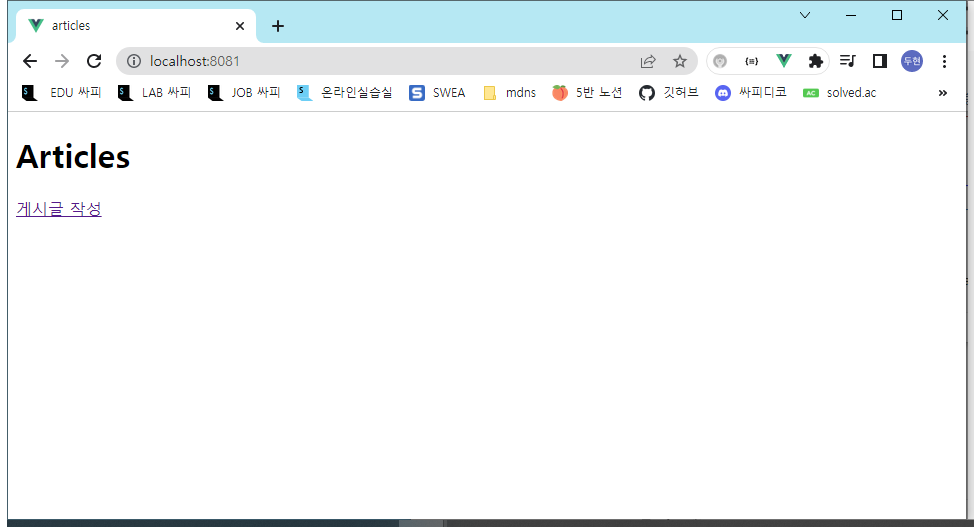 articles
localhost:8081
두현
EDU 싸피 LAB 싸피 JOB 싸피 온라인실습실 SWEA mdns 5반 노션 깃허브 싸피디코 AC solved.ac »
Articles
게시글 작성